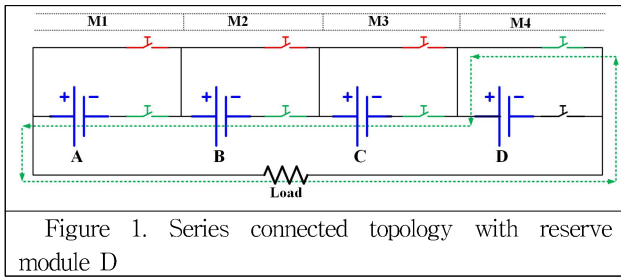 M1 M2 M3 M4
+ − + − + − + −
A B C D
Load
Figure 1. Series connected topology with reserve
module D